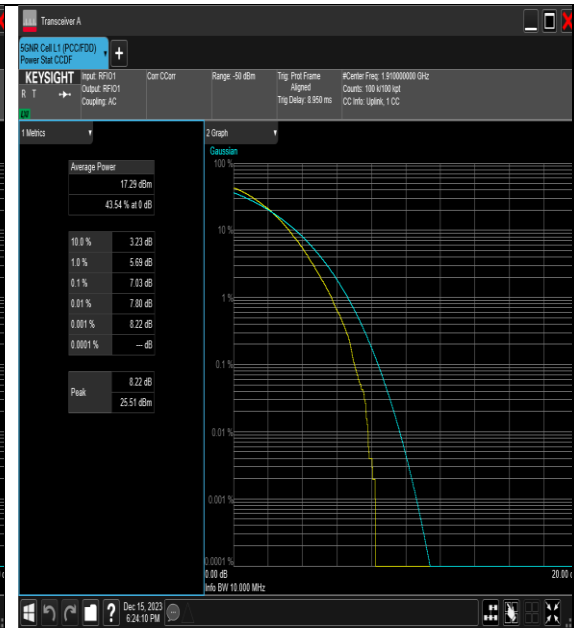 Transceiver A
5GNR Cell L1 (PCC/FDD)
Power Stat CCDF
+
KEYSIGHT
R T
Input: RFIO1
Output: RFIO1
Coupling: AC
Corr CCorr
Range: -50 dBm
Trig: Prot Frame
Aligned
Trig Delay: 8.950 ms
#Center Freq: 1.910000000 GHz
Counts: 100 k/100 kpt
CC Info: Uplink, 1 CC
1 Metrics
Average Power
17.29 dBm
43.54 % at 0 dB
10.0 % 3.23 dB
1.0 % 5.69 dB
0.1 % 7.03 dB
0.01 % 7.80 dB
0.001 % 8.22 dB
0.0001 % --- dB
Peak
8.22 dB
25.51 dBm
2 Graph
Gaussian
100 %
10 %
1 %
0.1 %
0.01 %
0.001 %
0.0001 %
0.00 dB
20.00
Info BW 10.000 MHz
?
Dec 15, 2023
6:24:10 PM